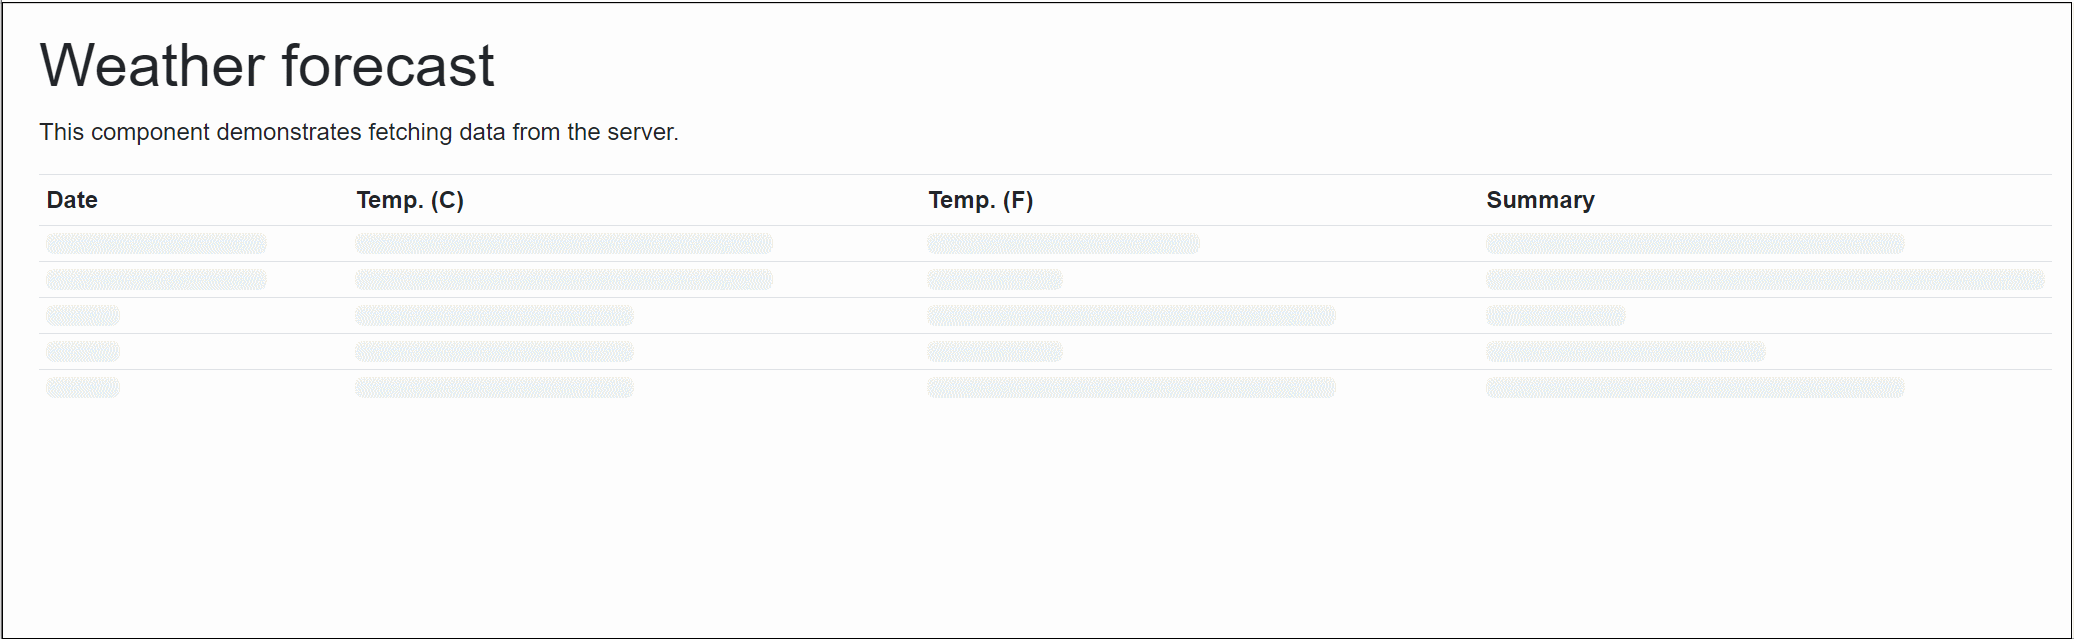 Weather forecast
This component demonstrates fetching data from the server.
Date Temp. (C) Temp. (F) Summary